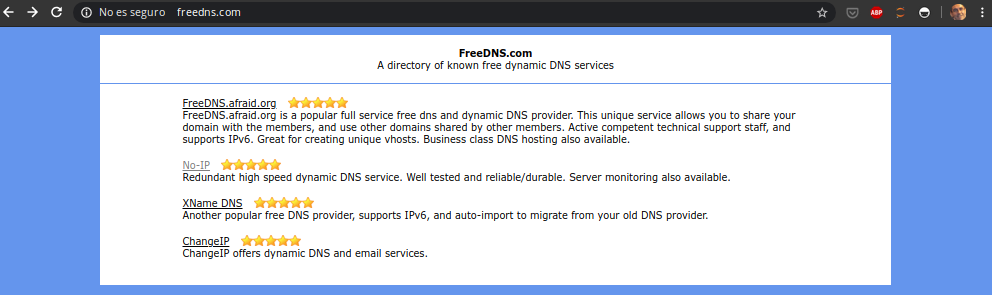 No es seguro freedns.com
ABP
FreeDNS.com
A directory of known free dynamic DNS services
FreeDNS.afraid.org
FreeDNS.afraid.org is a popular full service free dns and dynamic DNS provider. This unique service allows you to share your
domain with the members, and use other domains shared by other members. Active competent technical support staff, and
supports IPv6. Great for creating unique vhosts. Business class DNS hosting also available.
No-IP
Redundant high speed dynamic DNS service. Well tested and reliable/durable. Server monitoring also available.
XName DNS
Another popular free DNS provider, supports IPv6, and auto-import to migrate from your old DNS provider.
ChangeIP
ChangeIP offers dynamic DNS and email services.